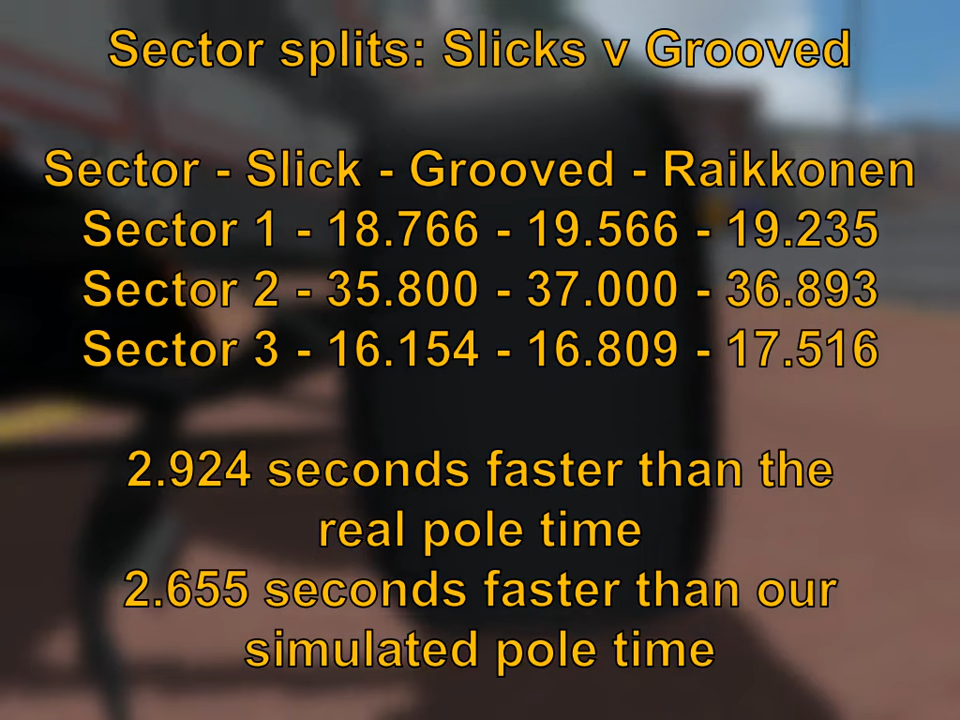 Sector splits: Slicks v Grooved
Sector - Slick - Grooved - Raikkonen
Sector 1 - 18.766 - 19.566 - 19.235
Sector 2 - 35.800 - 37.000 - 36.893
Sector 3 - 16.154 - 16.809 - 17.516
2.924 seconds faster than the
real pole time
2.655 seconds faster than our
simulated pole time